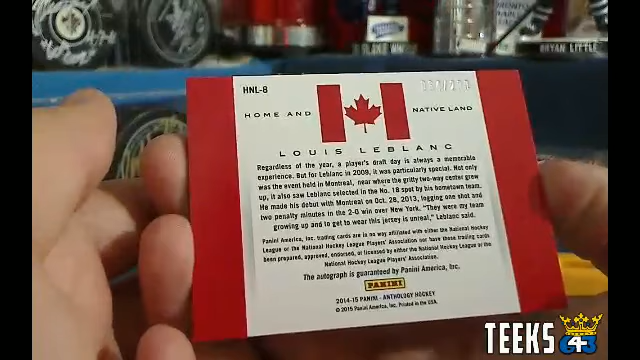 BRYAN LITTLE
HNL-8
HOME AND
NATIVE LAND
LOUIS LEBLANC
Regardless of the year, a player's draft day is always a memorable
experience. But for Leblanc in 2009, it was particularly special. Not only
was the event held in Montreal, near where the gritty two-way center grew
up, it also saw Leblanc selected in the No. 18 spot by his hometown team.
He made his debut with Montreal on Oct. 28, 2013, logging one shot and
two penalty minutes in the 2-0 win over New York. "They were my team
growing up and to get to wear this jersey is unreal," Leblanc said.
Panini America, Inc. trading cards are in no way affiliated with either the National Hockey
League or the National Hockey League Players' Association nor have these trading cards
been prepared, approved, endorsed, or licensed by either the National Hockey League or the
National Hockey League Players' Association.
The autograph is guaranteed by Panini America, Inc.
PANINI
2014-15 PANINI - ANTHOLOGY HOCKEY
© 2015 Panini America, Inc. Printed in the USA.
TEEKS
43